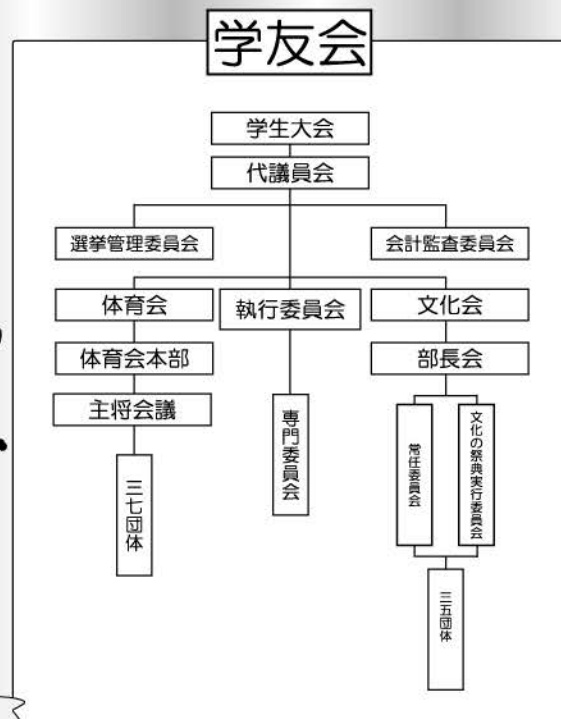 学友会
学生大会
代議員会
選挙管理委員会
会計監査委員会
体育会
執行委員会
文化会
体育会本部
部長会
主将会議
専門委員会
常任委員会
文化の祭典実行委員会
三七団体
三五団体